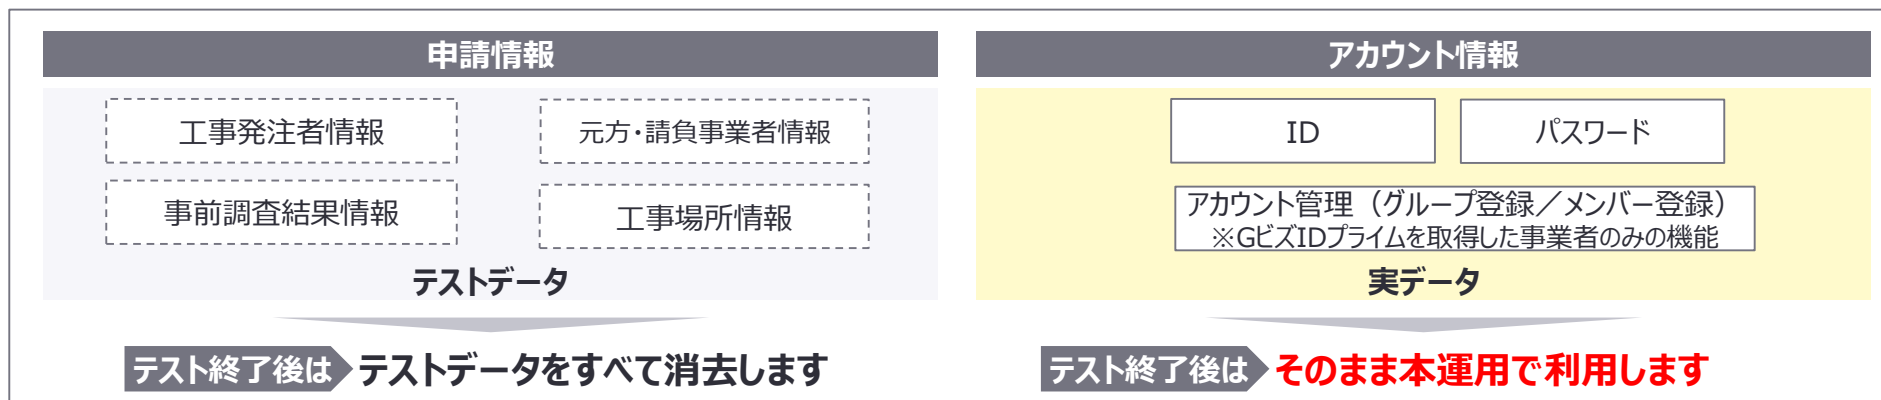 申請情報
工事発注者情報
元方・請負事業者情報
事前調査結果情報
工事場所情報
テストデータ
テスト終了後は
テストデータをすべて消去します
アカウント情報
ID
パスワード
アカウント管理（グループ登録／メンバー登録）
※GビズIDプライムを取得した事業者のみの機能
実データ
テスト終了後は
そのまま本運用で利用します